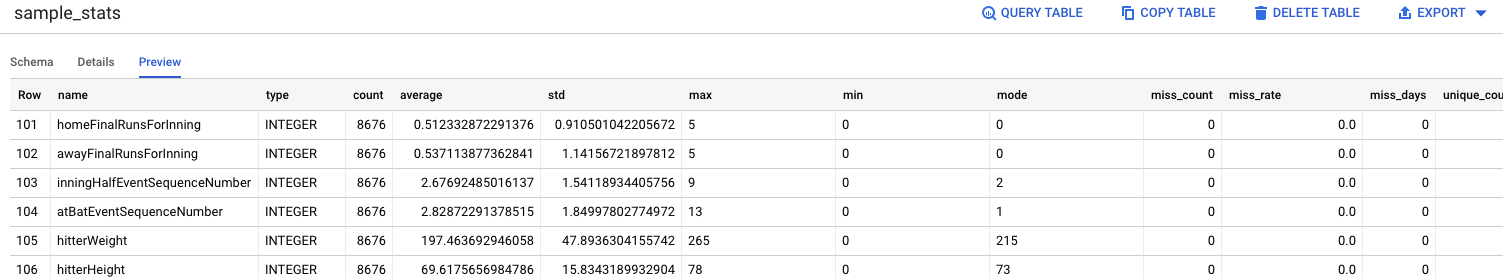 sample_stats QUERY TABLE COPY TABLE DELETE TABLE EXPORT
Schema Details Preview
Row name type count average std max min mode miss_count miss_rate miss_days unique_cou
101 homeFinalRunsForInning INTEGER 8676 0.512332872291376 0.910501042205672 5 0 0 0 0.0 0
102 awayFinalRunsForInning INTEGER 8676 0.537113877362841 1.14156721897812 5 0 0 0 0.0 0
103 inningHalfEventSequenceNumber INTEGER 8676 2.67692485016137 1.54118934405756 9 0 2 0 0.0 0
104 atBatEventSequenceNumber INTEGER 8676 2.82872291378515 1.84997802774972 13 0 1 0 0.0 0
105 hitterWeight INTEGER 8676 197.463692946058 47.8936304155742 265 0 215 0 0.0 0
106 hitterHeight INTEGER 8676 69.6175656984786 15.8343189932904 78 0 73 0 0.0 0